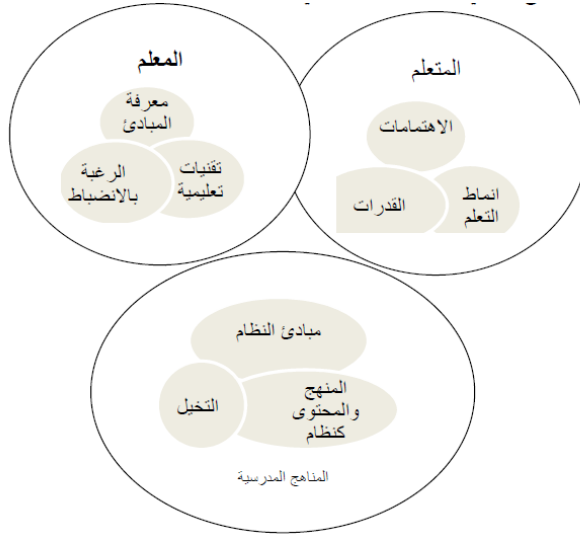 المعلم
معرفة
المبادئ
الرغبة
بالانضباط
تقنيات
تعليمية
المتعلم
الاهتمامات
القدرات
انماط
التعلم
مبادئ النظام
التخيل
المنهج
والمحتوى
كنظام
المناهج المدرسية